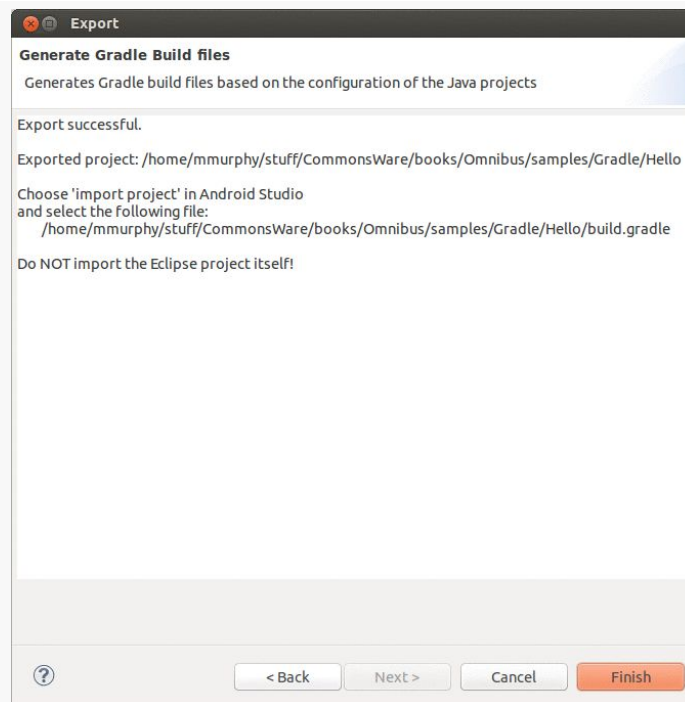 Export
Generate Gradle Build files
Generates Gradle build files based on the configuration of the Java projects
Export successful.
Exported project: /home/mmurphy/stuff/CommonsWare/books/Omnibus/samples/Gradle/Hello
Choose 'import project' in Android Studio
and select the following file:
/home/mmurphy/stuff/CommonsWare/books/Omnibus/samples/Gradle/Hello/build.gradle
Do NOT import the Eclipse project itself!
?
< Back
Next >
Cancel
Finish